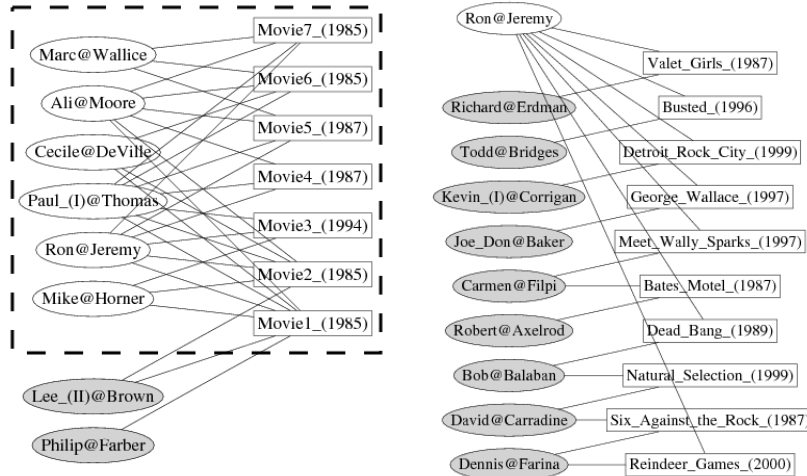 Marc@Wallice
Ali@Moore
Cecile@DeVille
Paul_(I)@Thomas
Ron@Jeremy
Mike@Horner
Lee_(II)@Brown
Philip@Farber
Movie7_(1985)
Movie6_(1985)
Movie5_(1987)
Movie4_(1987)
Movie3_(1994)
Movie2_(1985)
Movie1_(1985)
Ron@Jeremy
Richard@Erdman
Todd@Bridges
Kevin_(I)@Corrigan
Joe_Don@Baker
Carmen@Filpi
Robert@Axelrod
Bob@Balaban
David@Carradine
Dennis@Farina
Valet_Girls_(1987)
Busted_(1996)
Detroit_Rock_City_(1999)
George_Wallace_(1997)
Meet_Wally_Sparks_(1997)
Bates_Motel_(1987)
Dead_Bang_(1989)
Natural_Selection_(1999)
Six_Against_the_Rock_(1987)
Reindeer_Games_(2000)